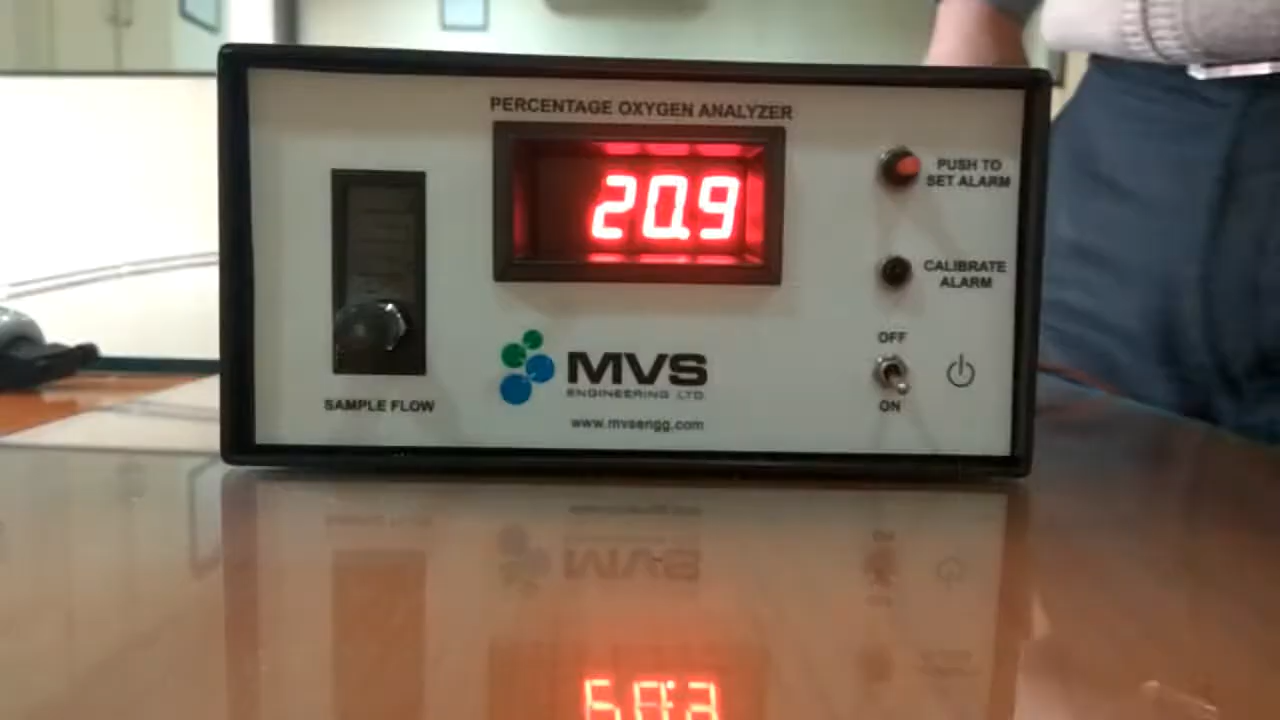 PERCENTAGE OXYGEN ANALYZER
20.9
PUSH TO
SET ALARM
CALIBRATE
ALARM
OFF
ON
SAMPLE FLOW
MVS
ENGINEERING LTD.
www.mvsengg.com